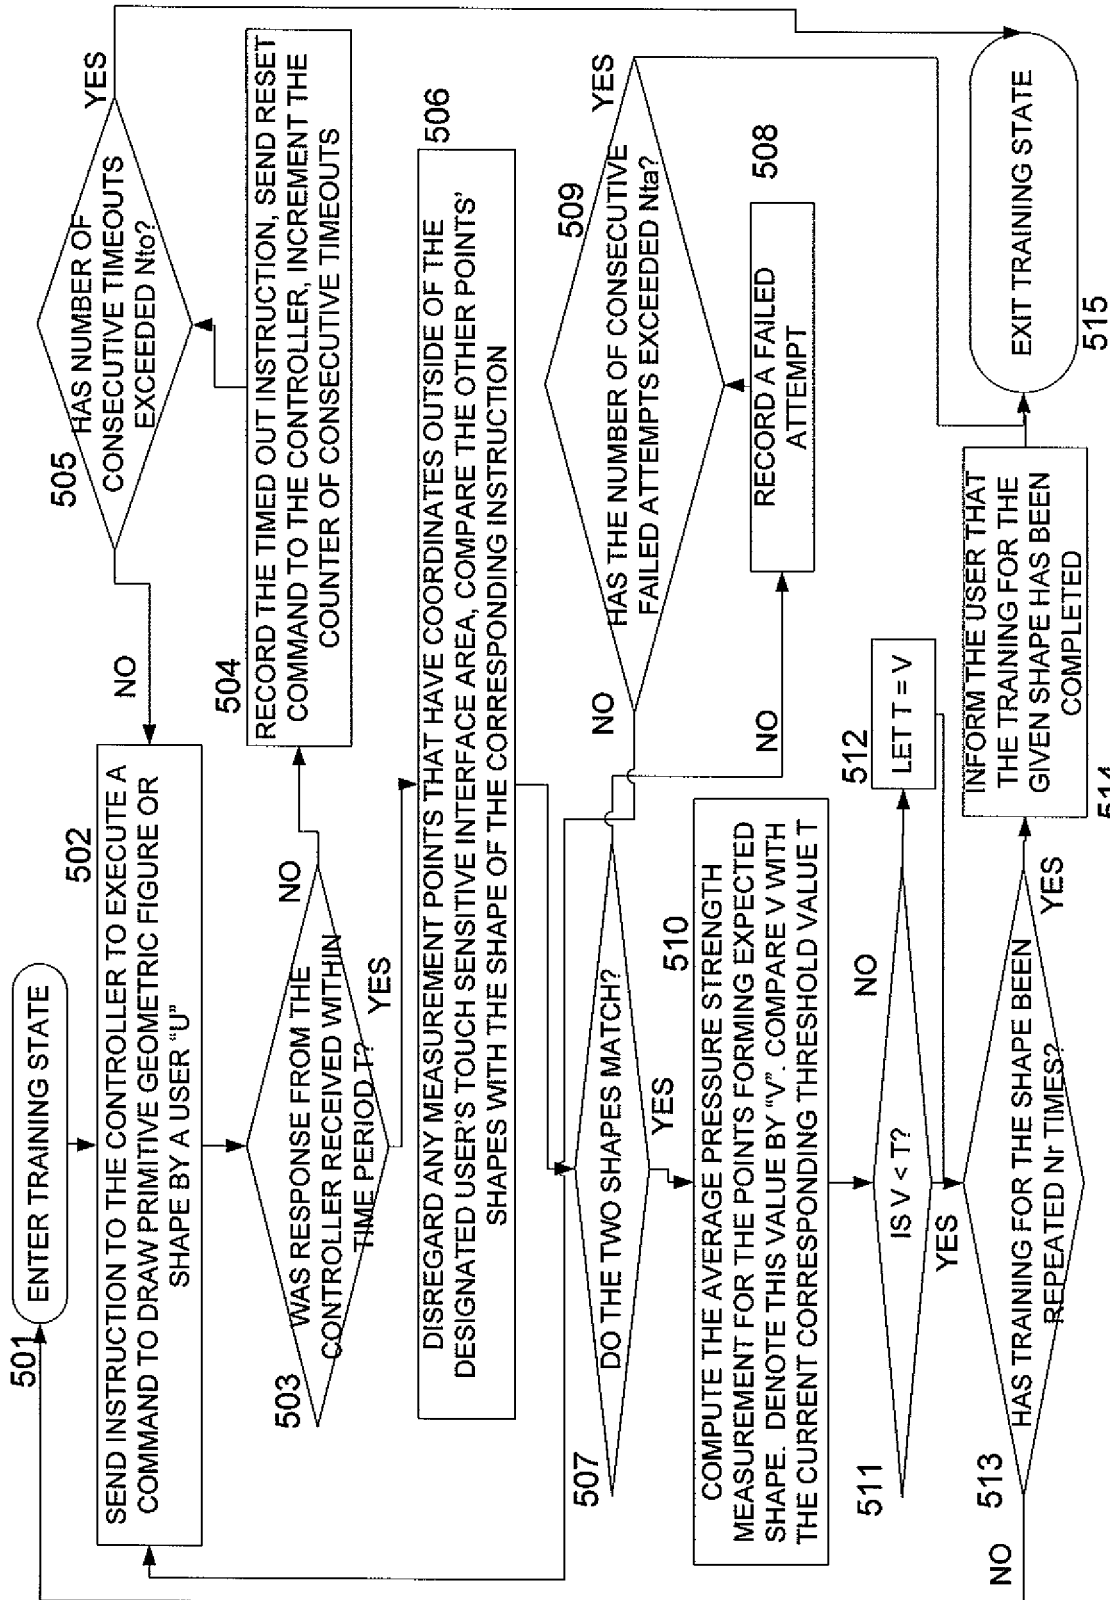 501
ENTER TRAINING STATE
502
SEND INSTRUCTION TO THE CONTROLLER TO EXECUTE A
COMMAND TO DRAW PRIMITIVE GEOMETRIC FIGURE OR
SHAPE BY A USER "U"
503
WAS RESPONSE FROM THE
CONTROLLER RECEIVED WITHIN
TIME PERIOD T?
NO
YES
504
RECORD THE TIMED OUT INSTRUCTION, SEND RESET
COMMAND TO THE CONTROLLER, INCREMENT THE
COUNTER OF CONSECUTIVE TIMEOUTS
505
HAS NUMBER OF
CONSECUTIVE TIMEOUTS
EXCEEDED Nto?
NO
YES
506
DISREGARD ANY MEASUREMENT POINTS THAT HAVE COORDINATES OUTSIDE OF THE
DESIGNATED USER'S TOUCH SENSITIVE INTERFACE AREA, COMPARE THE OTHER POINTS'
SHAPES WITH THE SHAPE OF THE CORRESPONDING INSTRUCTION
507
DO THE TWO SHAPES MATCH?
YES
NO
508
RECORD A FAILED
ATTEMPT
509
HAS THE NUMBER OF CONSECUTIVE
FAILED ATTEMPTS EXCEEDED Nta?
NO
YES
510
COMPUTE THE AVERAGE PRESSURE STRENGTH
MEASUREMENT FOR THE POINTS FORMING EXPECTED
SHAPE. DENOTE THIS VALUE BY "V". COMPARE V WITH
THE CURRENT CORRESPONDING THRESHOLD VALUE T
511
IS V < T?
NO
YES
512
LET T = V
513
HAS TRAINING FOR THE SHAPE BEEN
REPEATED Nr TIMES?
NO
YES
514
INFORM THE USER THAT
THE TRAINING FOR THE
GIVEN SHAPE HAS BEEN
COMPLETED
EXIT TRAINING STATE
515